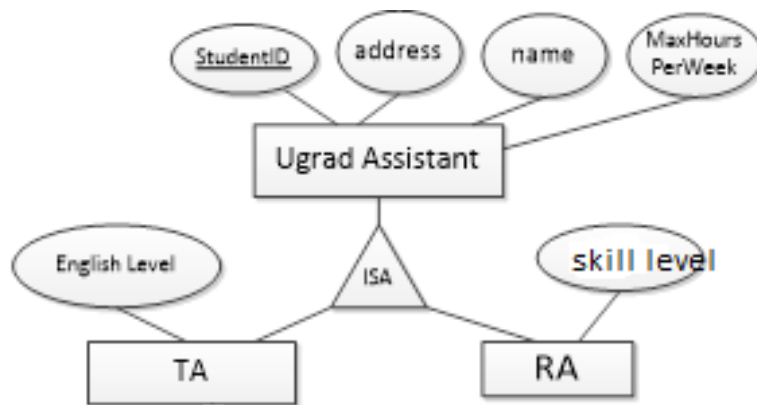 StudentID
address
name
MaxHours
PerWeek
Ugrad Assistant
English Level
ISA
skill level
TA
RA